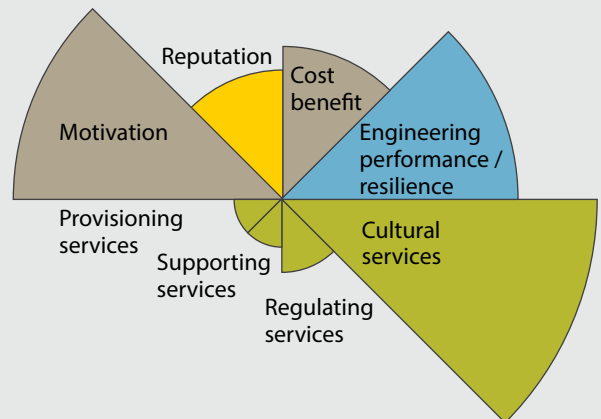 Reputation
Cost
benefit
Motivation
Engineering
performance /
resilience
Provisioning
services
Cultural
services
Supporting
services
Regulating
services